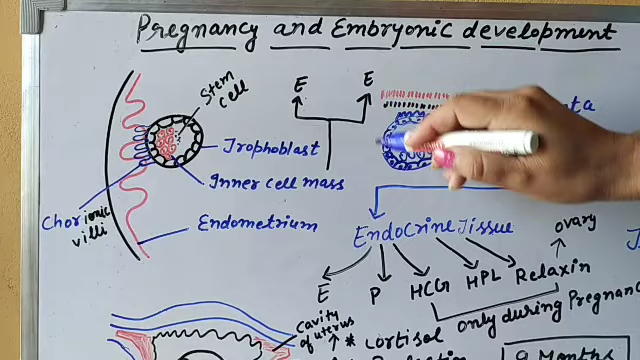 Pregnancy and Embryonic development
Stem cell
E E
Trophoblast
Inner cell mass
Chorionic villi
Endometrium
Endocrine Tissue
ovary
E P HCG HPL Relaxin
only during Pregnancy
cavity of uterus
* cortisol
9 Months